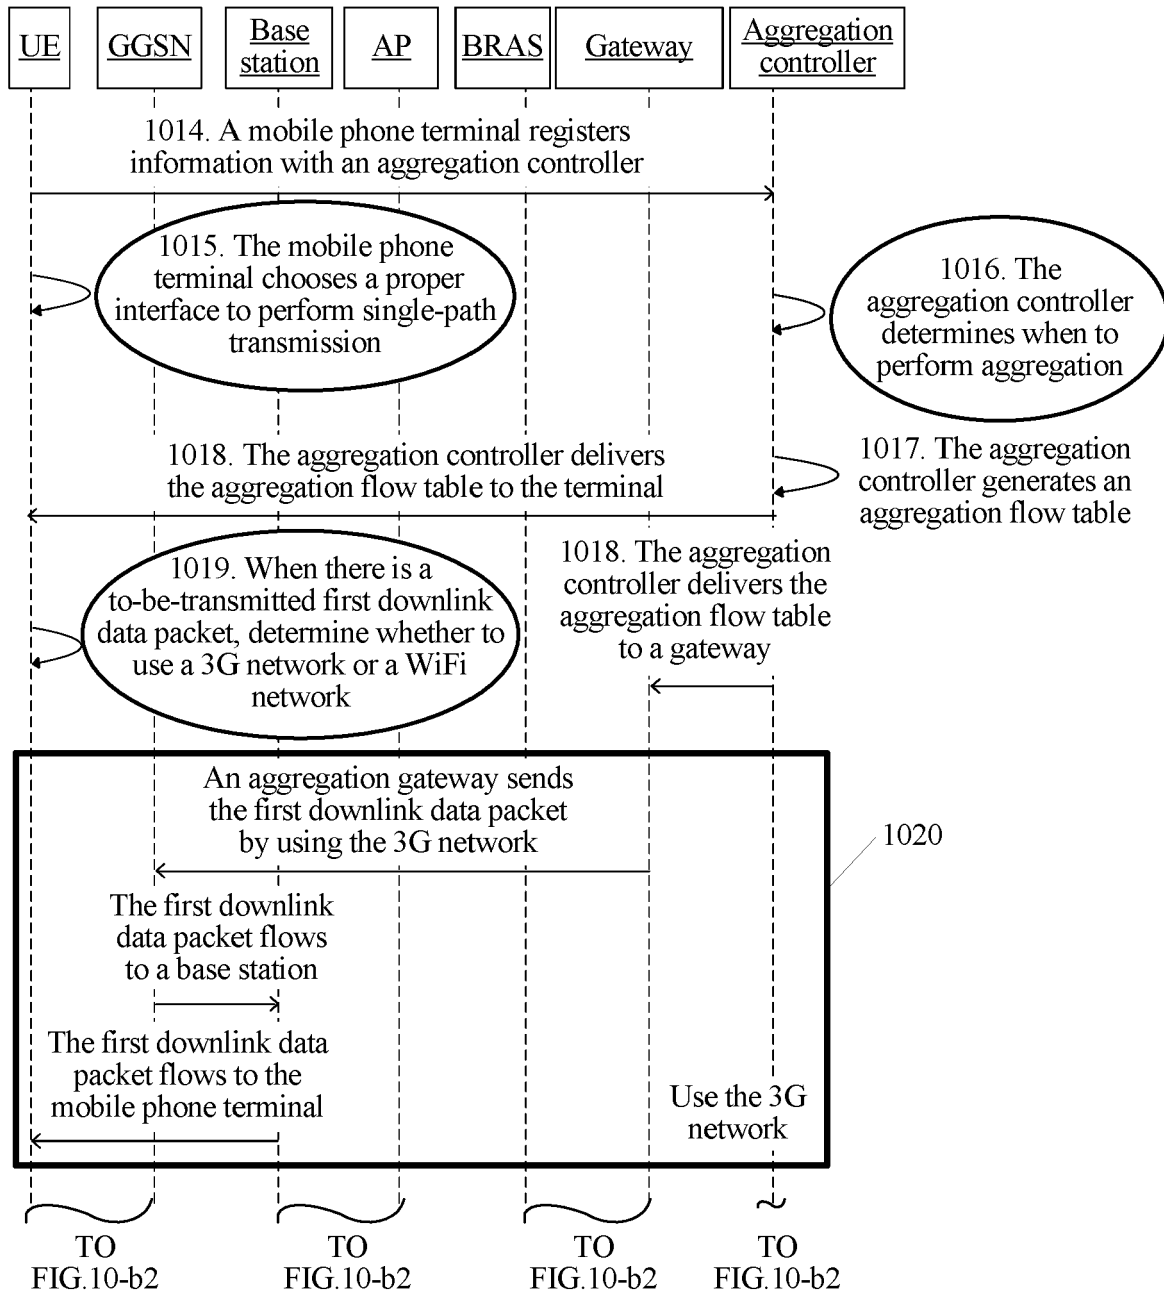 UE
GGSN
Base
station
AP
BRAS
Gateway
Aggregation
controller
1014. A mobile phone terminal registers
information with an aggregation controller
1015. The mobile phone
terminal chooses a proper
interface to perform single-path
transmission
1016. The
aggregation controller
determines when to
perform aggregation
1017. The aggregation
controller generates an
aggregation flow table
1018. The aggregation controller delivers
the aggregation flow table to the terminal
1018. The aggregation
controller delivers the
aggregation flow table
to a gateway
1019. When there is a
to-be-transmitted first downlink
data packet, determine whether to
use a 3G network or a WiFi
network
An aggregation gateway sends
the first downlink data packet
by using the 3G network
1020
The first downlink
data packet flows
to a base station
The first downlink data
packet flows to the
mobile phone terminal
Use the 3G
network
TO
FIG.10-b2
TO
FIG.10-b2
TO
FIG.10-b2
TO
FIG.10-b2